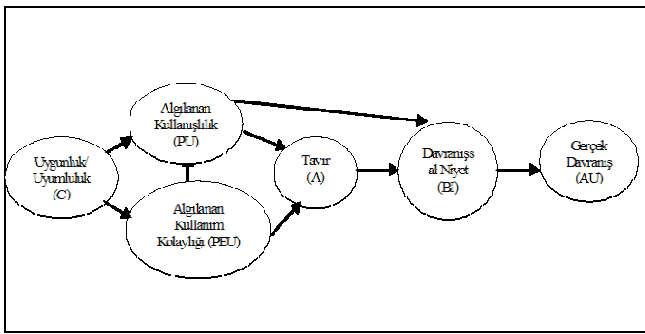 Uygunluk/
Uyumluluk
(C)
Algılanan
Kullanışlılık
(PU)
Algılanan
Kullanım
Kolaylığı (PEU)
Tavır
(A)
Davranışs
al Niyet
(BI)
Gerçek
Davranış
(AU)